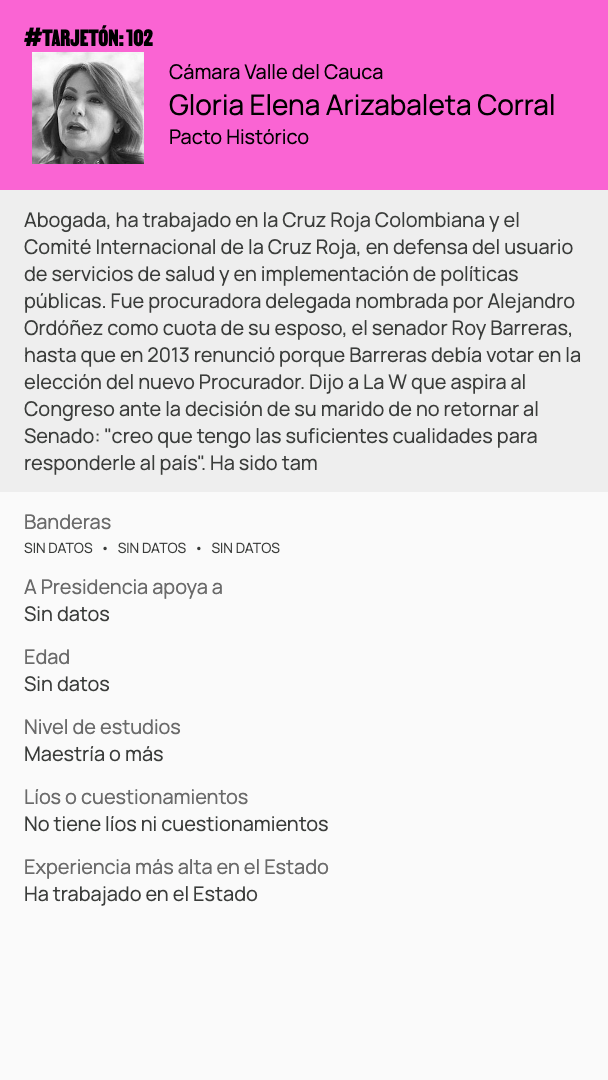 #TARJETÓN: 102
Cámara Valle del Cauca
Gloria Elena Arizabaleta Corral
Pacto Histórico
Abogada, ha trabajado en la Cruz Roja Colombiana y el
Comité Internacional de la Cruz Roja, en defensa del usuario
de servicios de salud y en implementación de políticas
públicas. Fue procuradora delegada nombrada por Alejandro
Ordóñez como cuota de su esposo, el senador Roy Barreras,
hasta que en 2013 renunció porque Barreras debía votar en la
elección del nuevo Procurador. Dijo a La W que aspira al
Congreso ante la decisión de su marido de no retornar al
Senado: "creo que tengo las suficientes cualidades para
responderle al país". Ha sido tam
Banderas
SIN DATOS • SIN DATOS • SIN DATOS
A Presidencia apoya a
Sin datos
Edad
Sin datos
Nivel de estudios
Maestría o más
Líos o cuestionamientos
No tiene líos ni cuestionamientos
Experiencia más alta en el Estado
Ha trabajado en el Estado